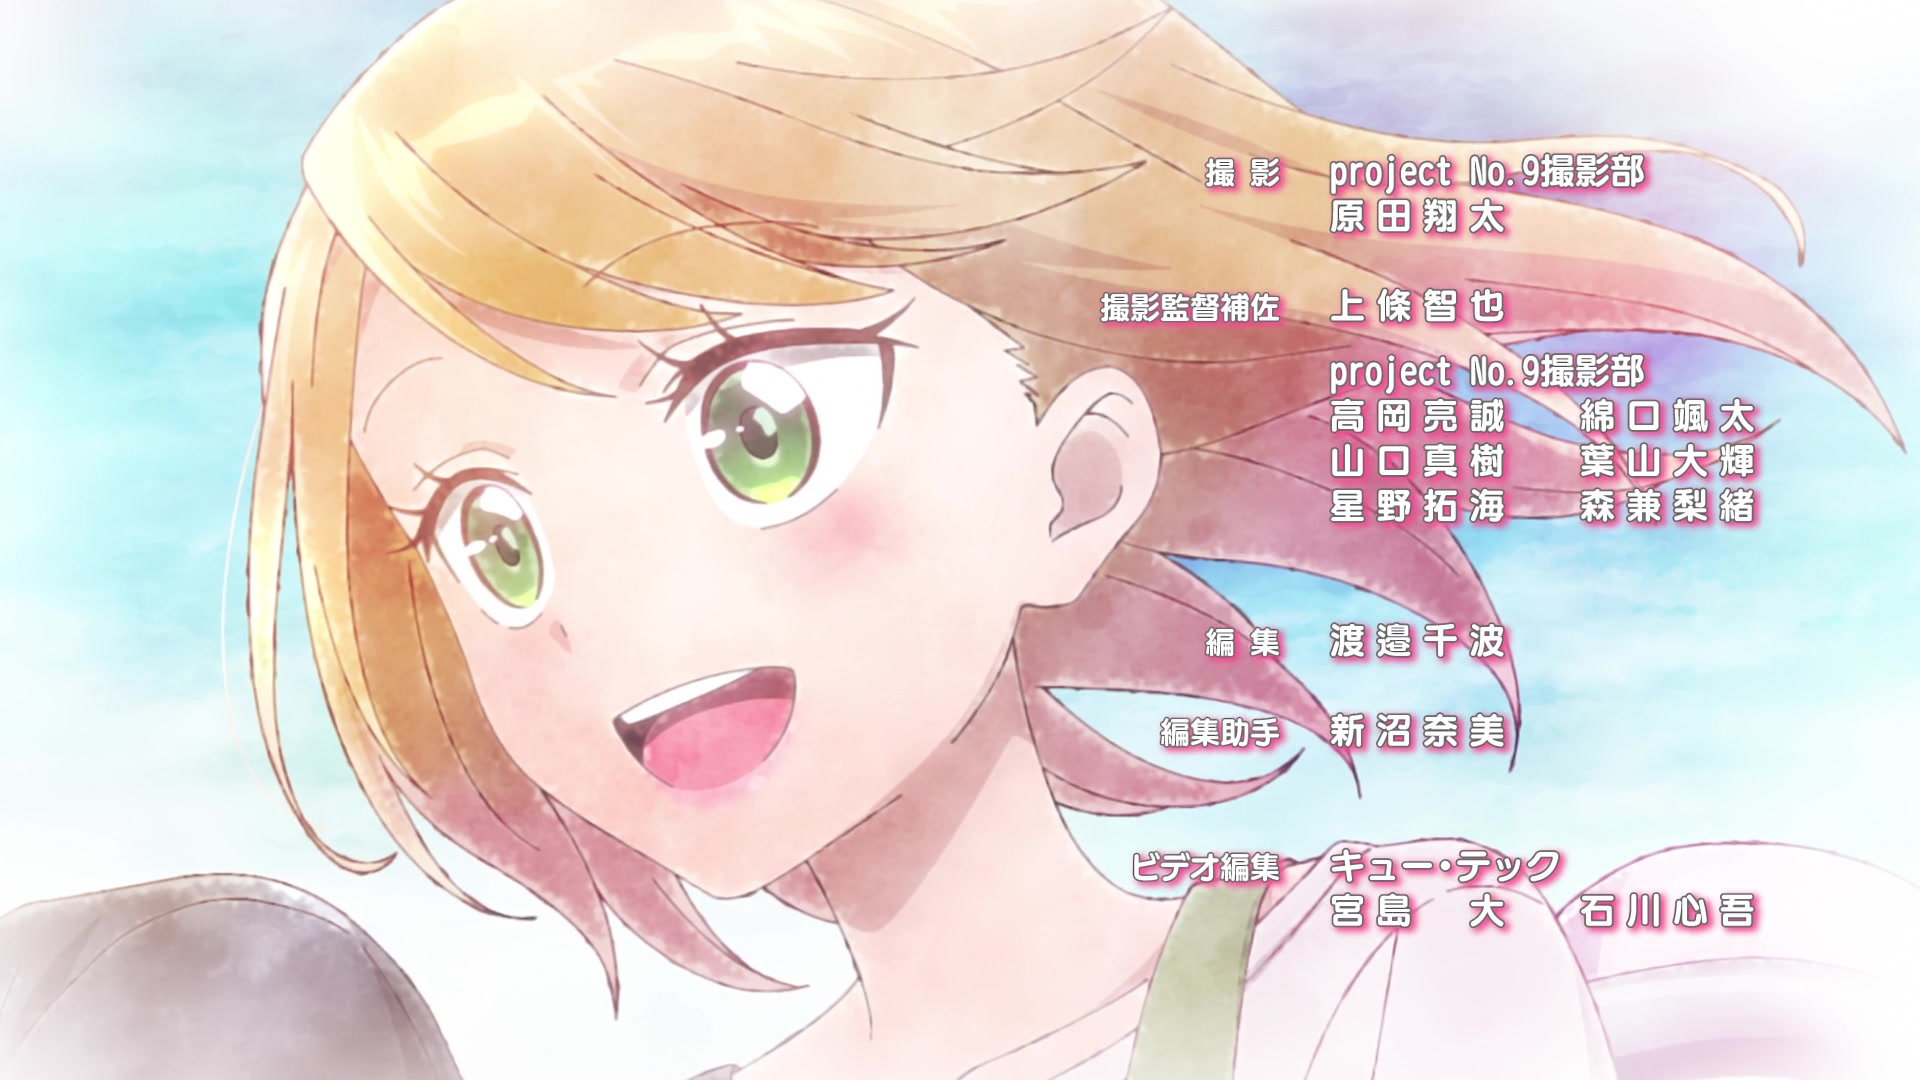 撮影 project No.9撮影部
原田翔太
撮影監督補佐 上條智也
project No.9撮影部
高岡亮誠 綿口颯太
山口真樹 葉山大輝
星野拓海 森兼梨緒
編集 渡邉千波
編集助手 新沼奈美
ビデオ編集 キュー・テック
宮島 大 石川心吾